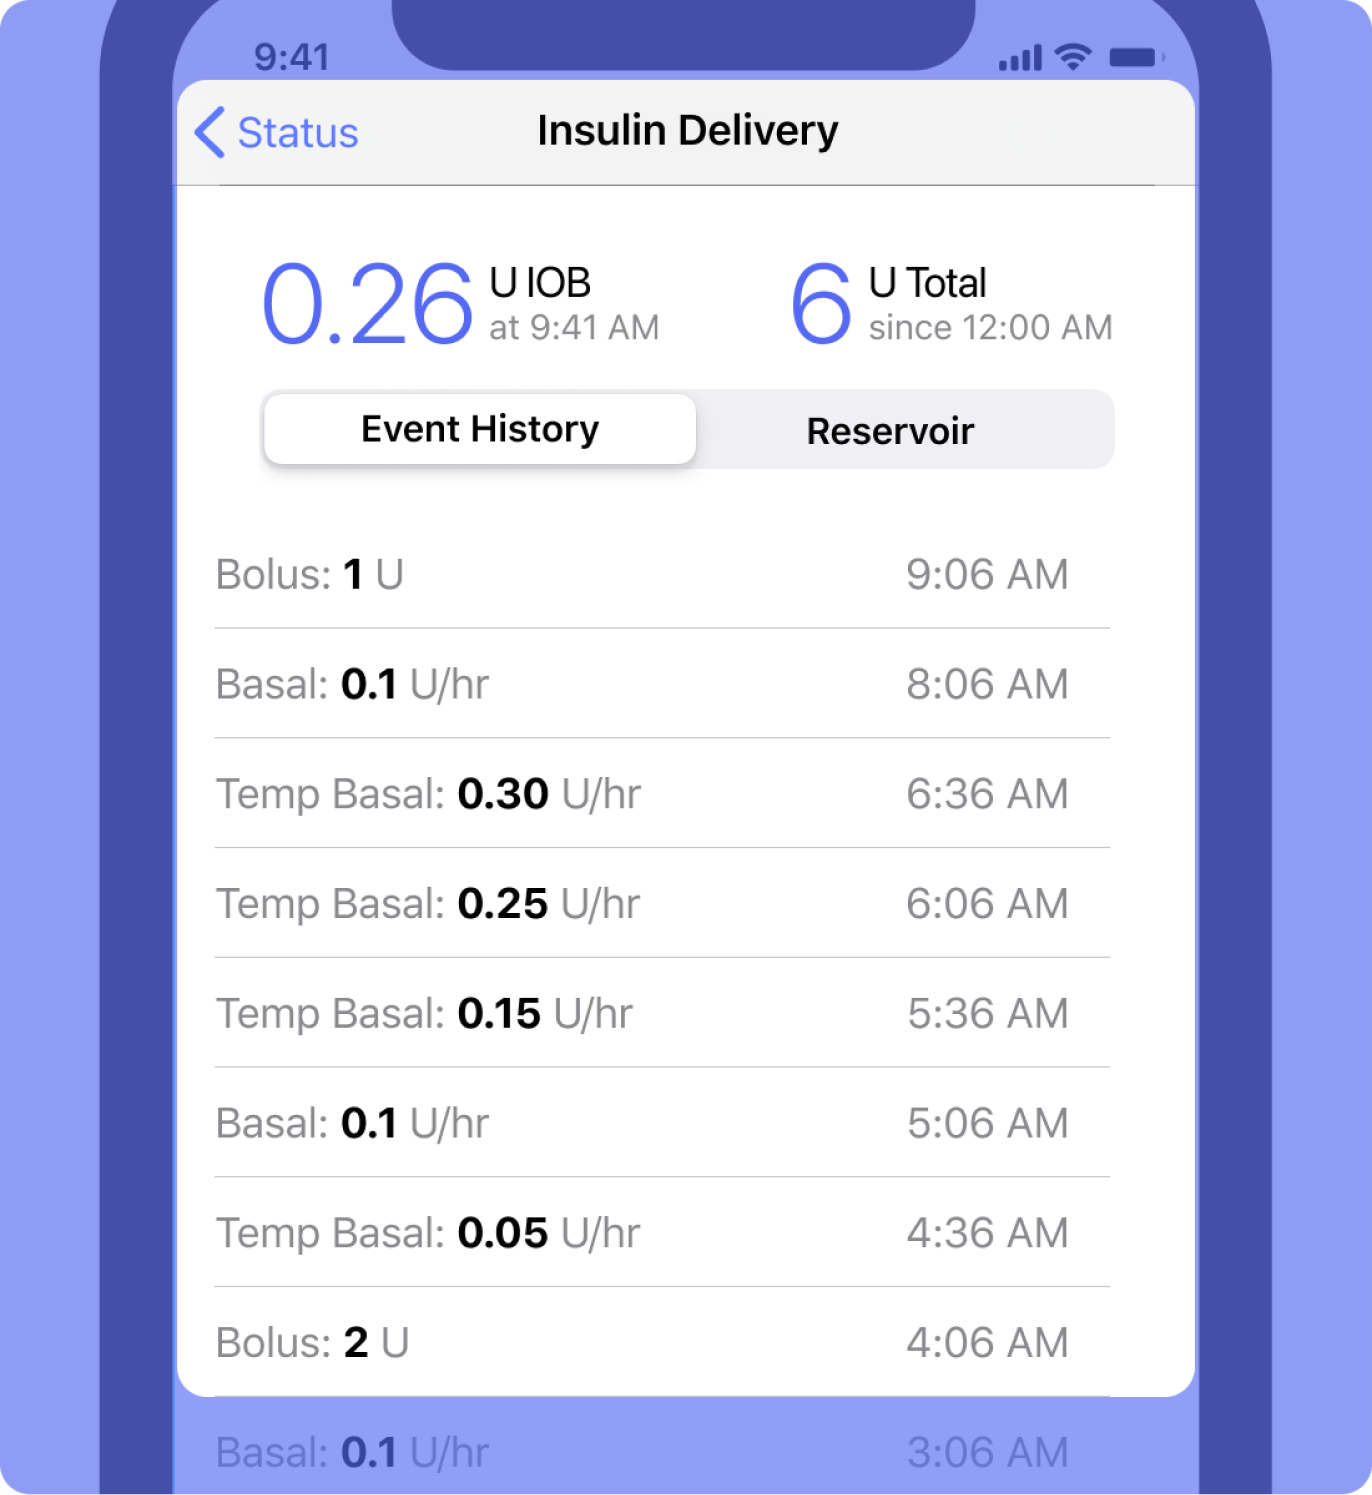 9:41
Status
Insulin Delivery
0.26 U IOB
at 9:41 AM
6 U Total
since 12:00 AM
Event History
Reservoir
Bolus: 1 U 9:06 AM
Basal: 0.1 U/hr 8:06 AM
Temp Basal: 0.30 U/hr 6:36 AM
Temp Basal: 0.25 U/hr 6:06 AM
Temp Basal: 0.15 U/hr 5:36 AM
Basal: 0.1 U/hr 5:06 AM
Temp Basal: 0.05 U/hr 4:36 AM
Bolus: 2 U 4:06 AM
Basal: 0.1 U/hr 3:06 AM